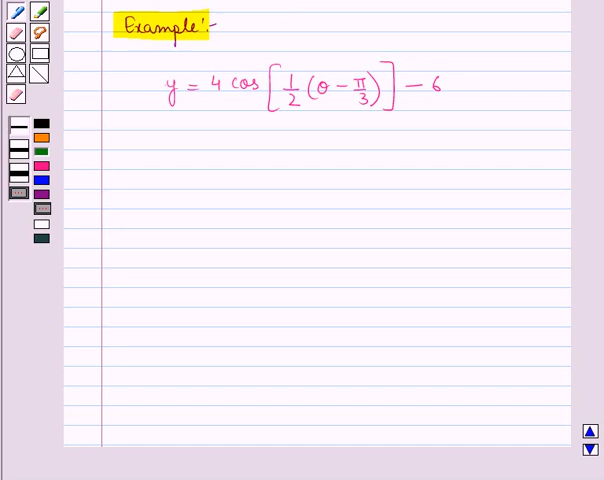 Example:-
y = 4 cos [1/2 (θ - π/3)] - 6